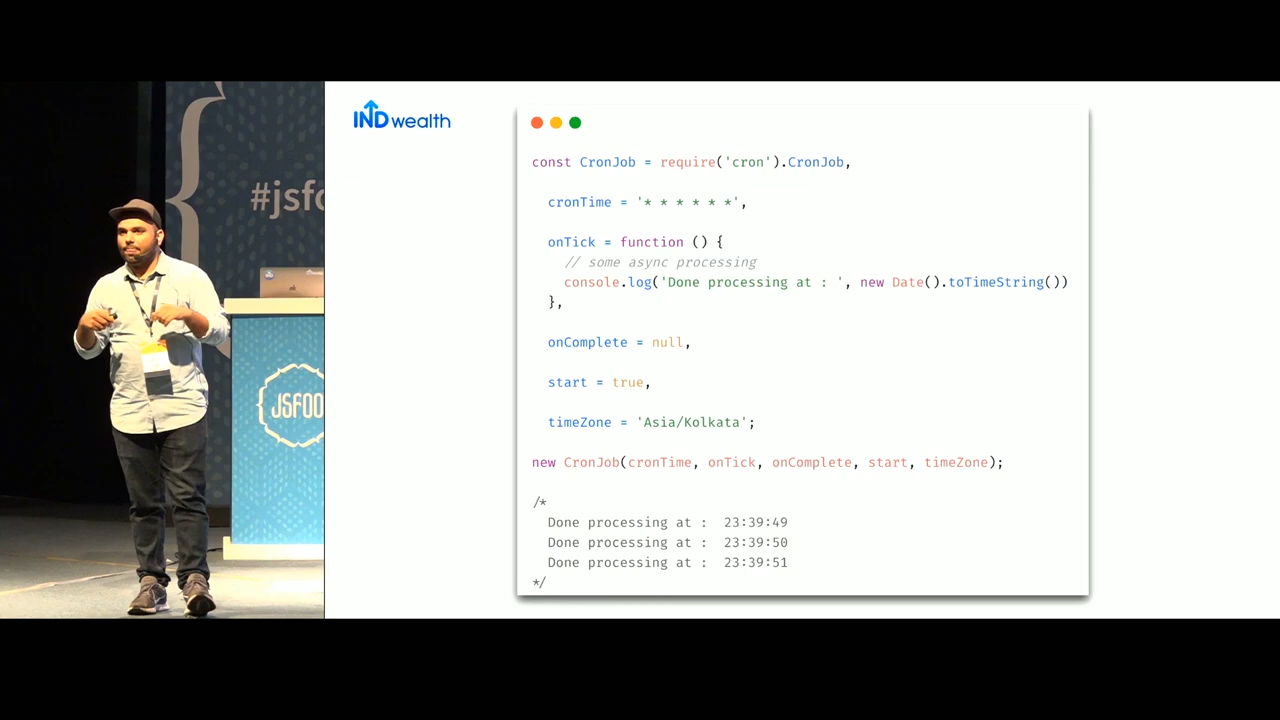 #jsfo
JSFOO
INDwealth
const CronJob = require('cron').CronJob,
cronTime = '* * * * * *',
onTick = function () {
// some async processing
console.log('Done processing at : ', new Date().toTimeString())
},
onComplete = null,
start = true,
timeZone = 'Asia/Kolkata';
new CronJob(cronTime, onTick, onComplete, start, timeZone);
/*
Done processing at :  23:39:49
Done processing at :  23:39:50
Done processing at :  23:39:51
*/